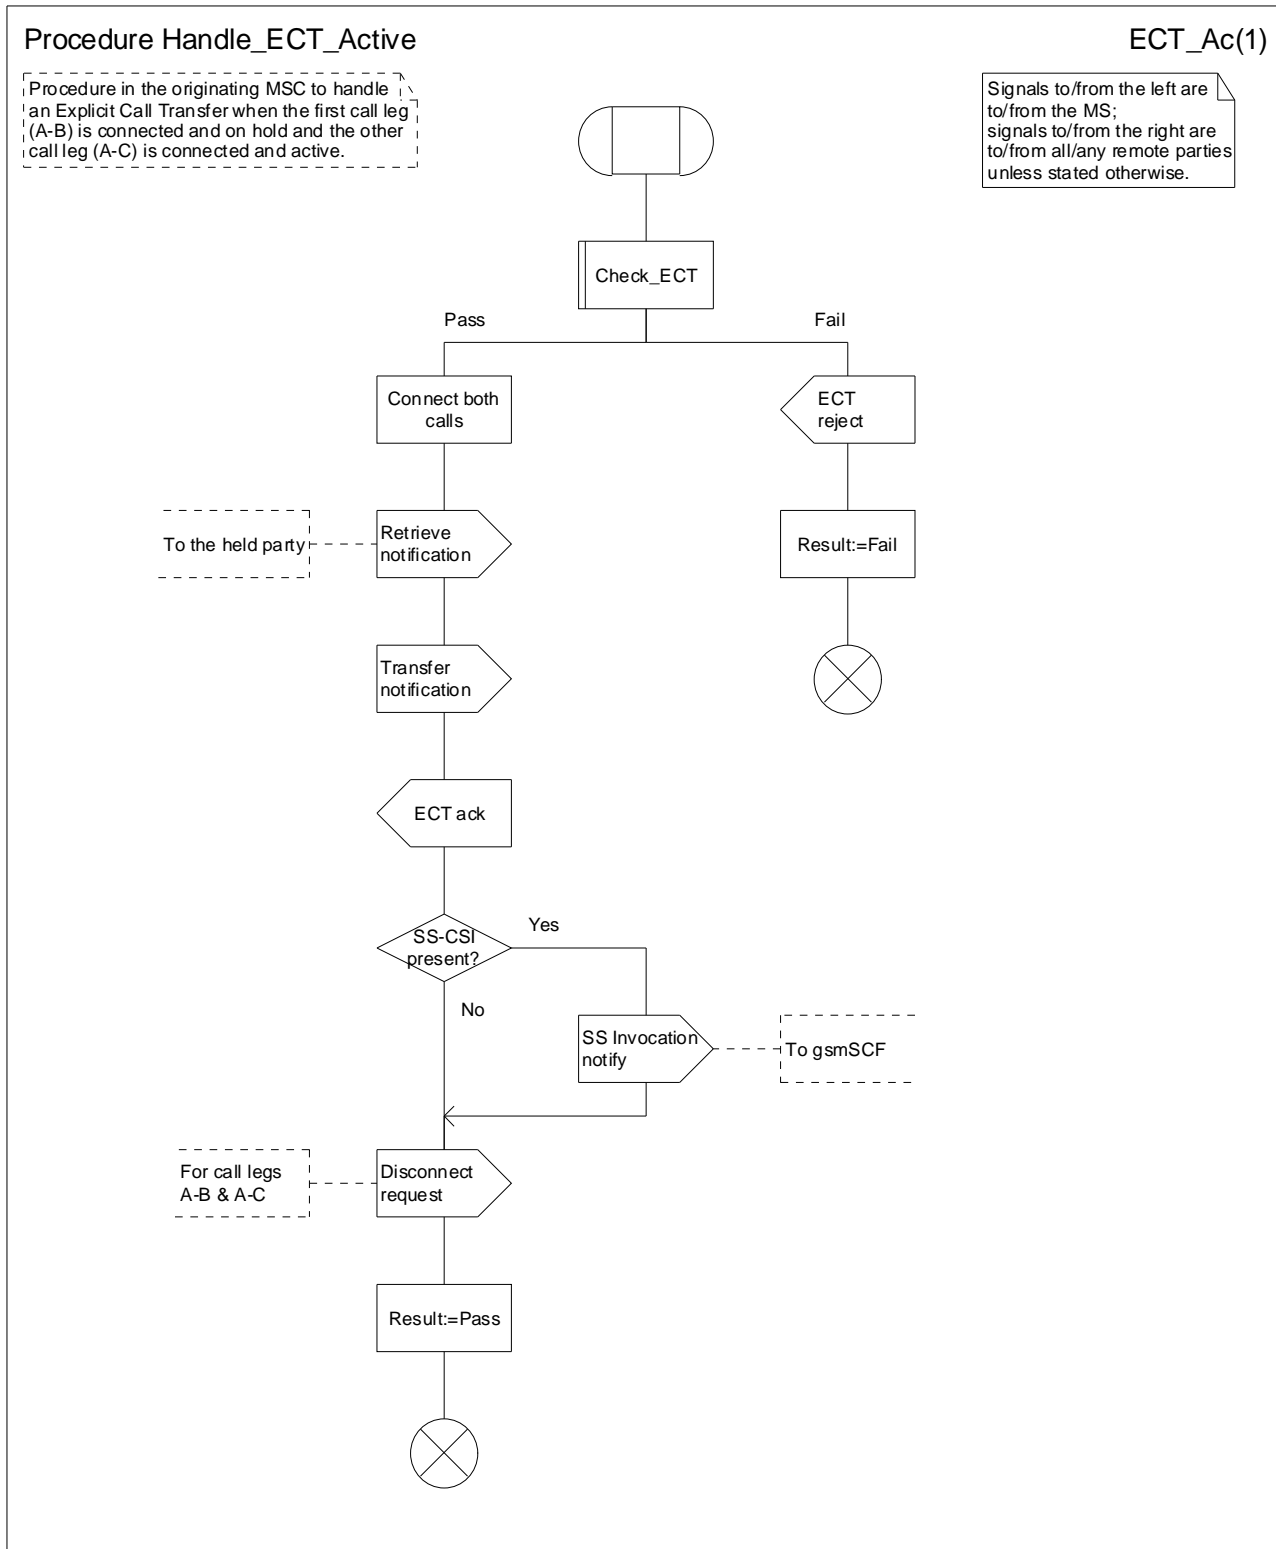 Procedure Handle_ECT_Active
ECT_Ac(1)
Procedure in the originating MSC to handle
an Explicit Call Transfer when the first call leg
(A-B) is connected and on hold and the other
call leg (A-C) is connected and active.
Signals to/from the left are
to/from the MS;
signals to/from the right are
to/from all/any remote parties
unless stated otherwise.
Check_ECT
Pass
Fail
Connect both
calls
ECT
reject
To the held party
Retrieve
notification
Result:=Fail
Transfer
notification
ECT ack
SS-CSI
present?
Yes
No
SS Invocation
notify
To gsmSCF
For call legs
A-B & A-C
Disconnect
request
Result:=Pass